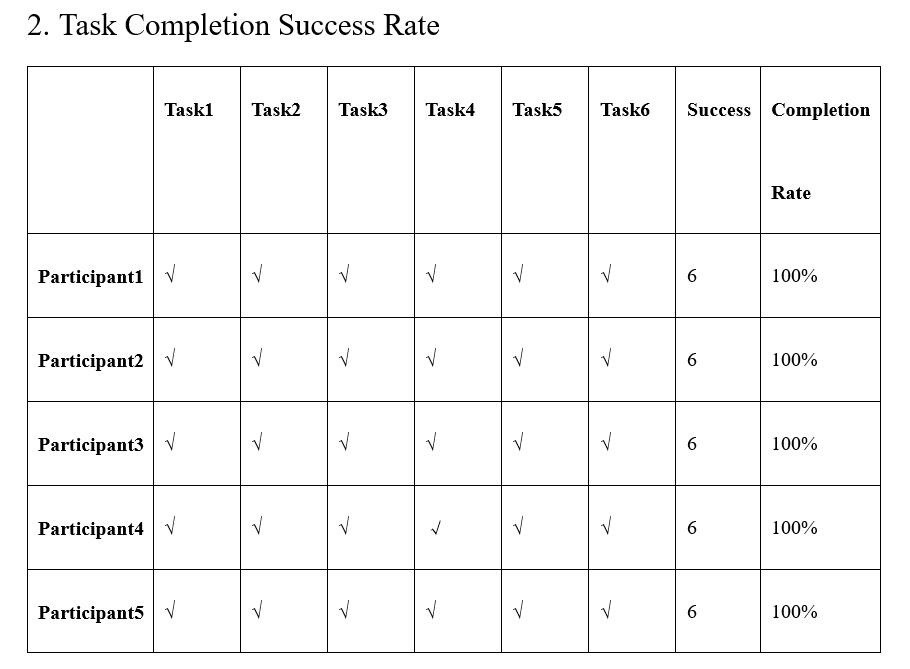 2. Task Completion Success Rate
Task1 Task2 Task3 Task4 Task5 Task6 Success Completion
Rate
Participant1 √ √ √ √ √ √ 6 100%
Participant2 √ √ √ √ √ √ 6 100%
Participant3 √ √ √ √ √ √ 6 100%
Participant4 √ √ √ √ √ √ 6 100%
Participant5 √ √ √ √ √ √ 6 100%